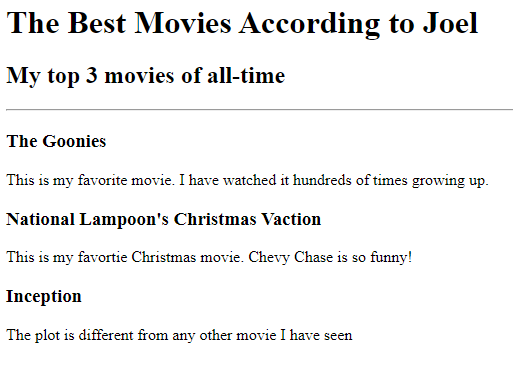 The Best Movies According to Joel
My top 3 movies of all-time
The Goonies
This is my favorite movie. I have watched it hundreds of times growing up.
National Lampoon's Christmas Vaction
This is my favortie Christmas movie. Chevy Chase is so funny!
Inception
The plot is different from any other movie I have seen